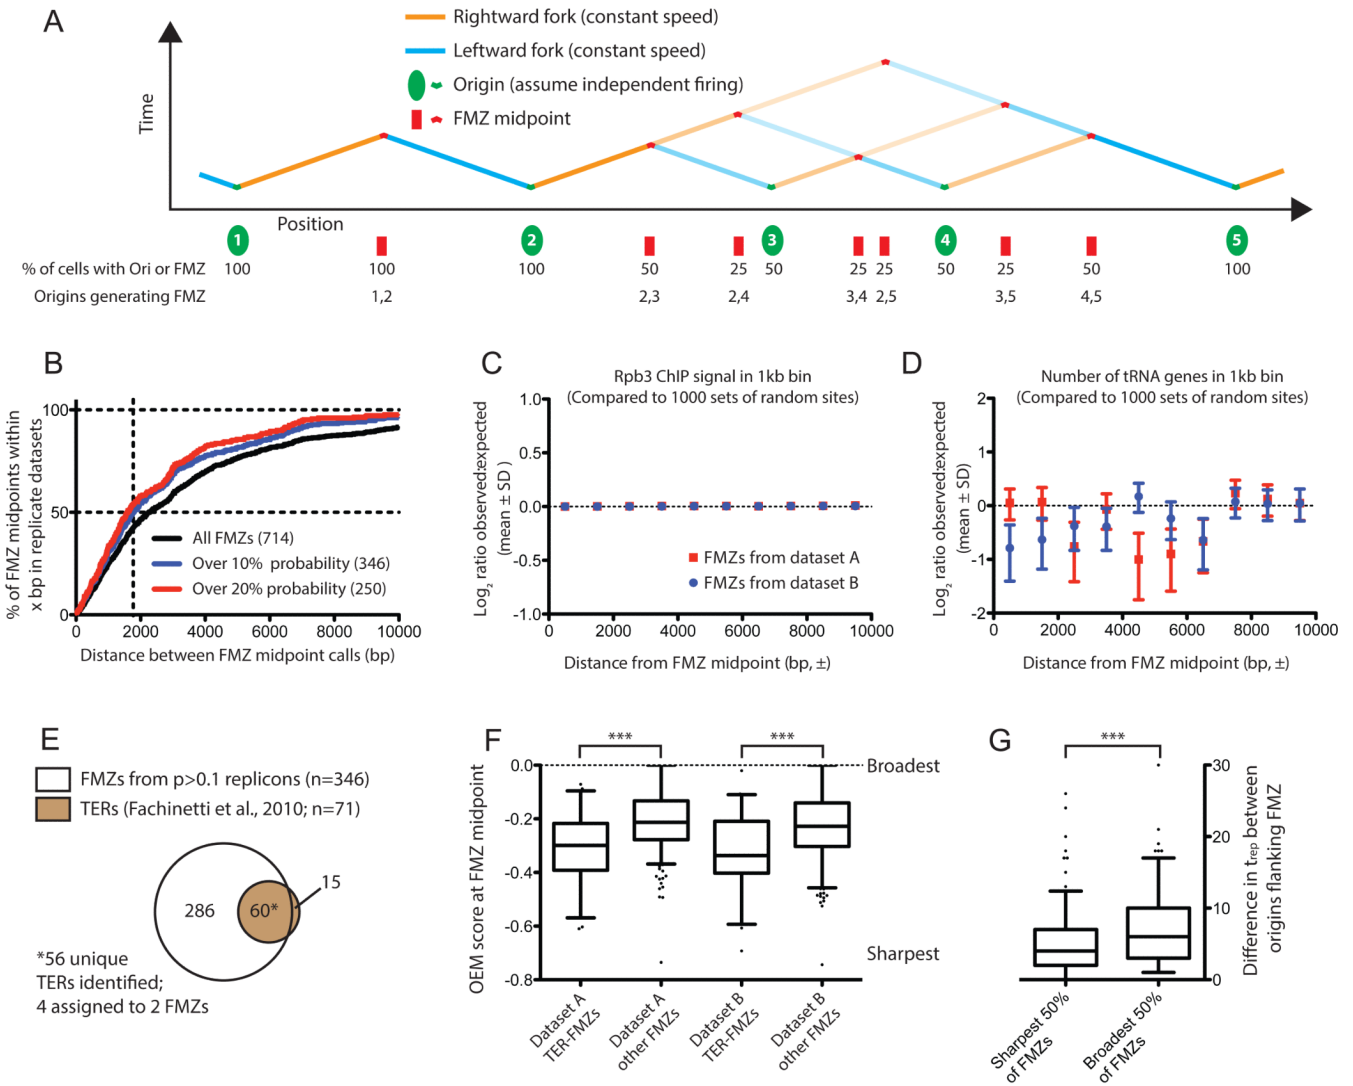 A
Rightward fork (constant speed)
Leftward fork (constant speed)
Origin (assume independent firing)
FMZ midpoint
Time
Position
1 2 3 4 5
% of cells with Ori or FMZ 100 100 100 50 25 50 25 25 50 25 50 100
Origins generating FMZ 1,2 2,3 2,4 3,4 2,5 3,5 4,5
B
% of FMZ midpoints within
x bp in replicate datasets
100
50
0
All FMZs (714)
Over 10% probability (346)
Over 20% probability (250)
0 2000 4000 6000 8000 10000
Distance between FMZ midpoint calls (bp)
C
Rpb3 ChIP signal in 1kb bin
(Compared to 1000 sets of random sites)
Log2 ratio observed:expected
(mean ± SD )
1.0
0.5
0.0
-0.5
-1.0
FMZs from dataset A
FMZs from dataset B
0 2000 4000 6000 8000 10000
Distance from FMZ midpoint (bp, ±)
D
Number of tRNA genes in 1kb bin
(Compared to 1000 sets of random sites)
Log2 ratio observed:expected
(mean ± SD)
2
1
0
-1
-2
0 2000 4000 6000 8000 10000
Distance from FMZ midpoint (bp, ±)
E
FMZs from p>0.1 replicons (n=346)
TERs (Fachinetti et al., 2010; n=71)
286
60*
15
*56 unique
TERs identified;
4 assigned to 2 FMZs
F
OEM score at FMZ midpoint
0.0
-0.2
-0.4
-0.6
-0.8
***
***
Broadest
Sharpest
Dataset A
TER-FMZs
Dataset A
other FMZs
Dataset B
TER-FMZs
Dataset B
other FMZs
G
***
30
20
10
0
Difference in trep between
origins flanking FMZ
Sharpest 50%
of FMZs
Broadest 50%
of FMZs